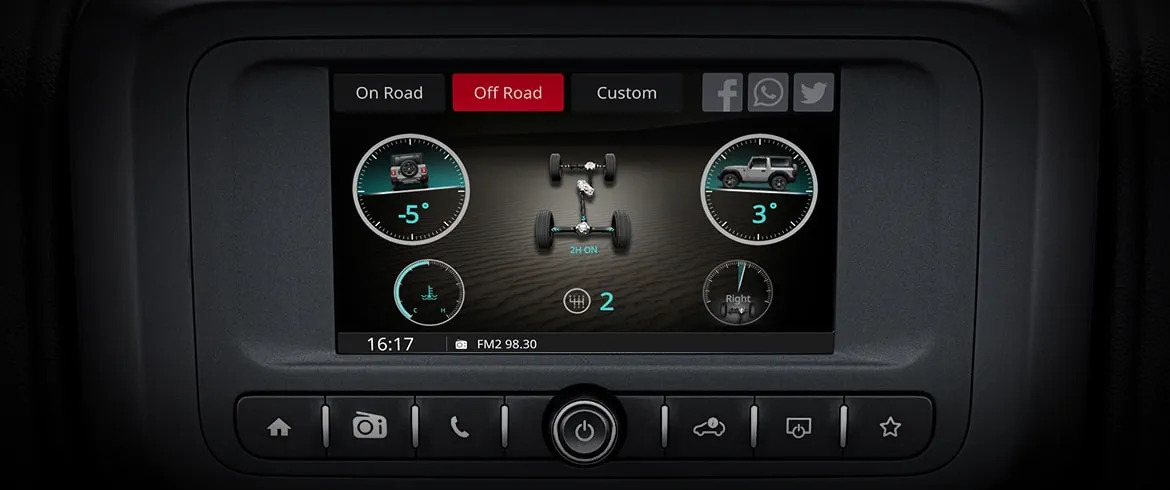 On Road
Off Road
Custom
-5°
3°
2H ON
C H
2
Right
16:17
FM2 98.30